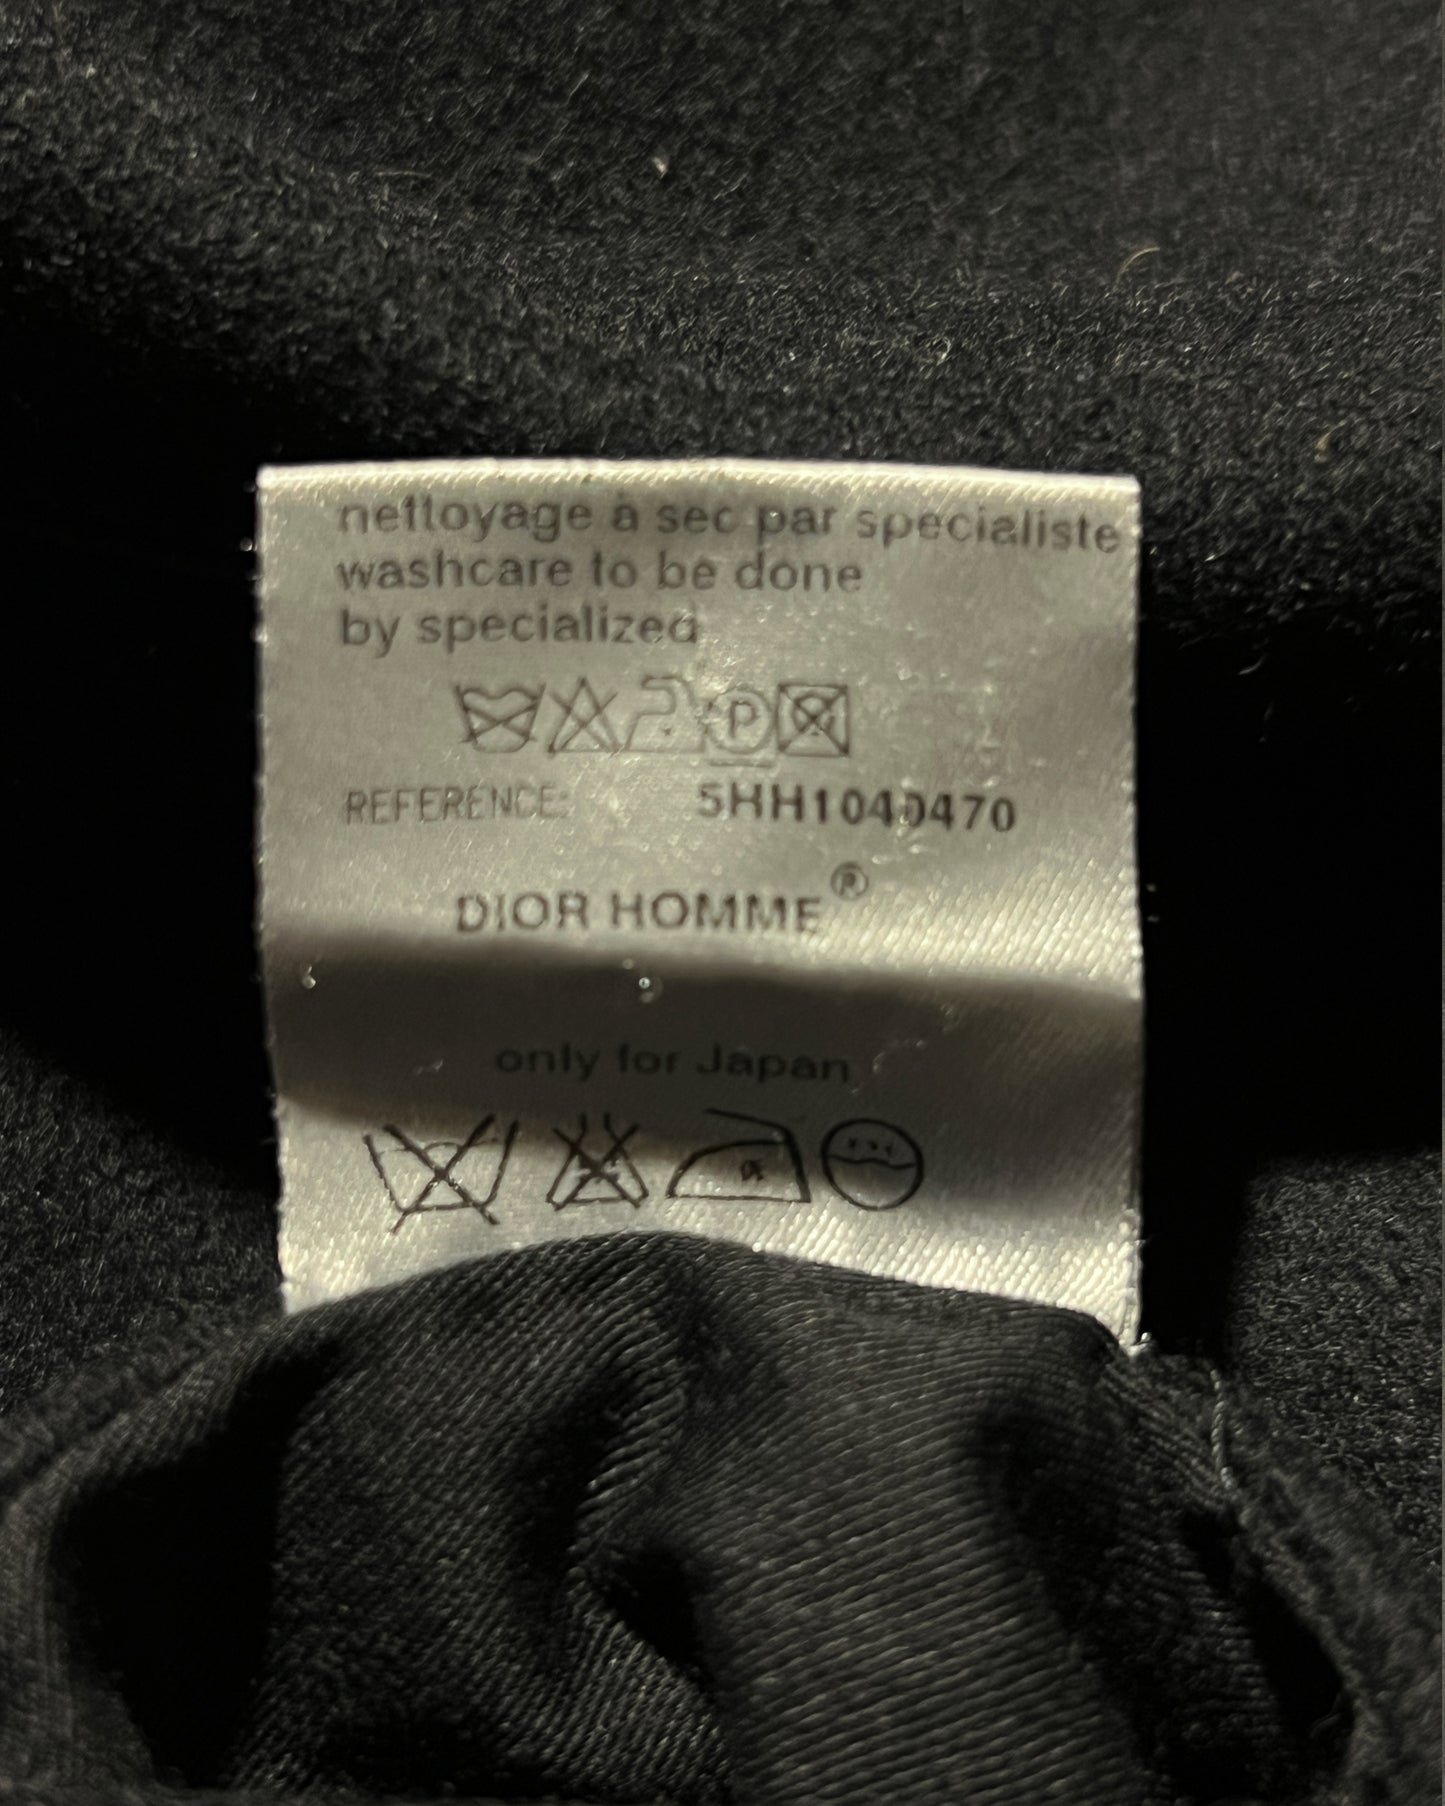 nettoyage à sec par specialiste
washcare to be done
by specialized
P
REFERENCE: 5HH1040470
DIOR HOMME®
only for Japan